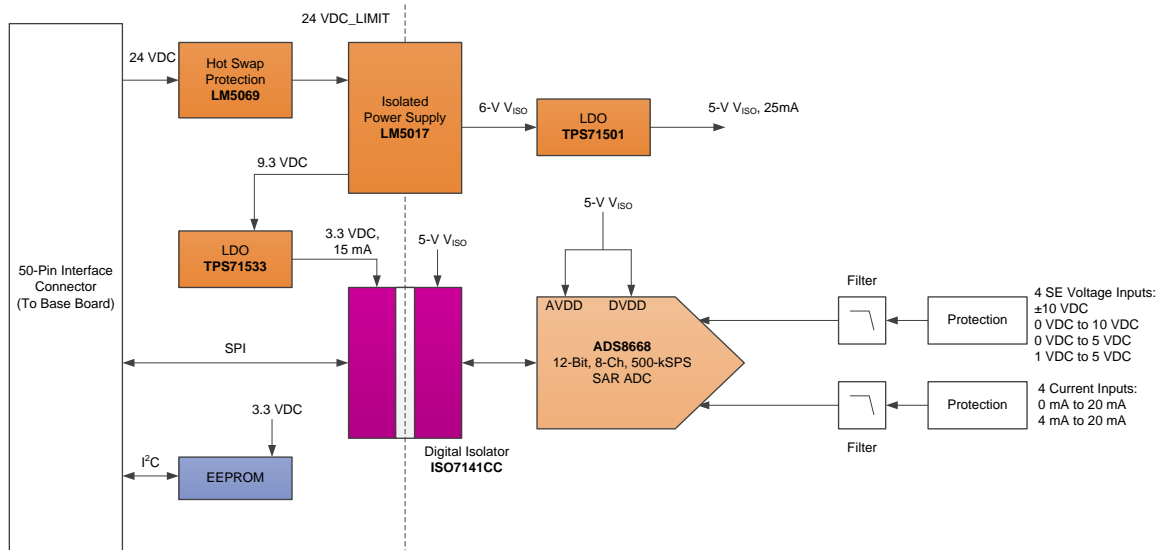 24 VDC_LIMIT
24 VDC
Hot Swap
Protection
LM5069
Isolated
Power Supply
LM5017
6-V VISO
LDO
TPS71501
5-V VISO, 25mA
9.3 VDC
LDO
TPS71533
3.3 VDC,
15 mA
5-V VISO
5-V VISO
50-Pin Interface
Connector
(To Base Board)
AVDD
DVDD
ADS8668
12-Bit, 8-Ch, 500-kSPS
SAR ADC
Filter
Protection
4 SE Voltage Inputs:
±10 VDC
0 VDC to 10 VDC
0 VDC to 5 VDC
1 VDC to 5 VDC
SPI
Filter
Protection
4 Current Inputs:
0 mA to 20 mA
4 mA to 20 mA
3.3 VDC
Digital Isolator
ISO7141CC
I²C
EEPROM